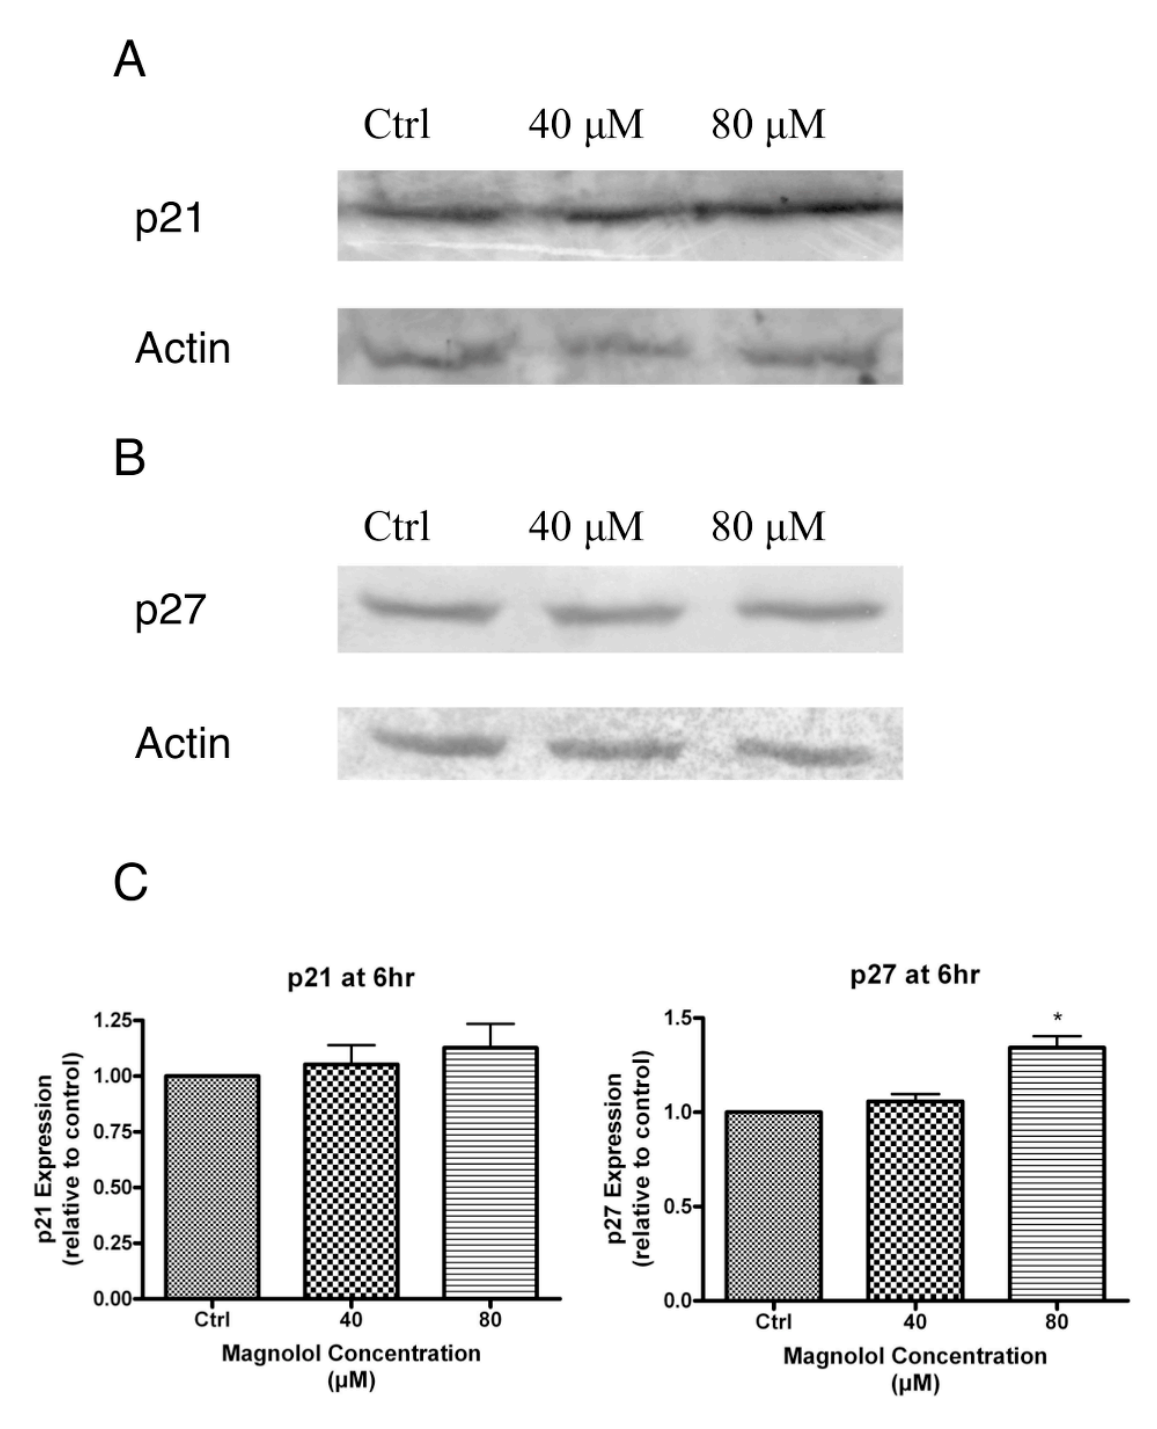 A
Ctrl 40 μM 80 μM
p21
Actin
B
Ctrl 40 μM 80 μM
p27
Actin
C
p21 at 6hr
1.25
1.00
0.75
0.50
0.25
0.00
p21 Expression
(relative to control)
Ctrl 40 80
Magnolol Concentration
(μM)
p27 at 6hr
*
1.5
1.0
0.5
0.0
p27 Expression
(relative to control)
Ctrl 40 80
Magnolol Concentration
(μM)